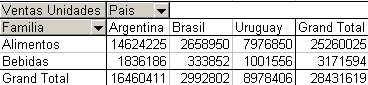 Ventas Unidades Pais
Familia Argentina Brasil Uruguay Grand Total
Alimentos 14624225 2658950 7976850 25260025
Bebidas 1836186 333852 1001556 3171594
Grand Total 16460411 2992802 8978406 28431619